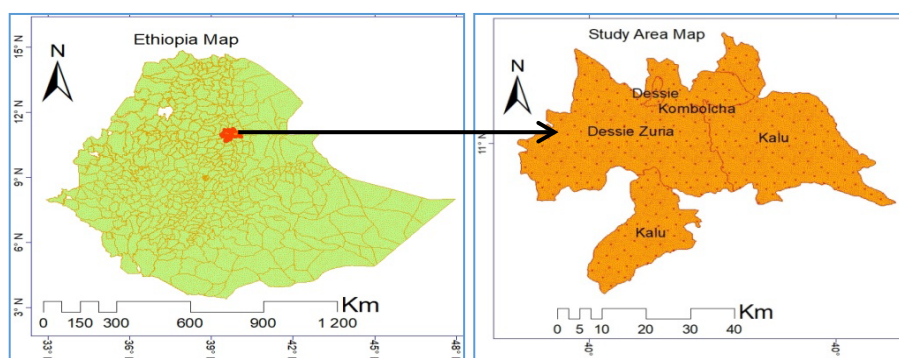 Ethiopia Map
N
15° N
12° N
9° N
6° N
3° N
Km
0 150 300 600 900 1 200
33° 36° 39° 42° 45° 48°
Study Area Map
N
11°
Dessie
Kombolcha
Dessie Zuria
Kalu
Kalu
Km
0 5 10 20 30 40
40° 40°